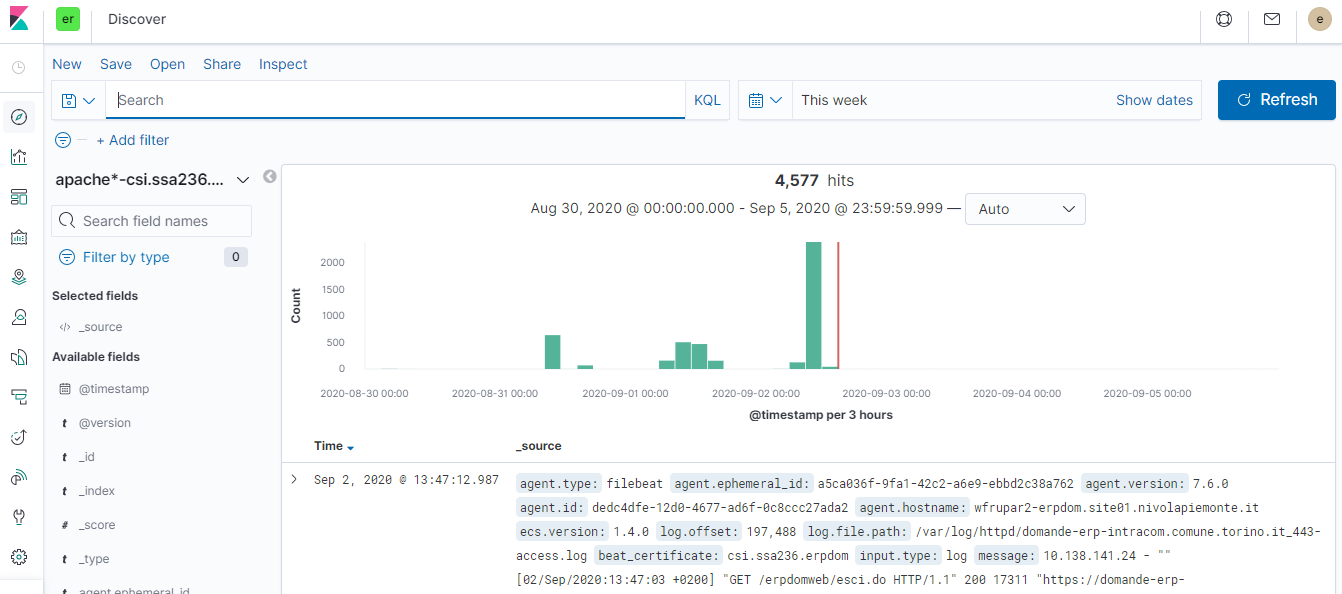 er Discover e
New Save Open Share Inspect
Search KQL This week Show dates Refresh
+ Add filter
apache*-csi.ssa236....
Search field names
Filter by type 0
Selected fields
_source
Available fields
@timestamp
t @version
t _id
t _index
# _score
t _type
t agent.ephemeral_id
4,577 hits
Aug 30, 2020 @ 00:00:00.000 - Sep 5, 2020 @ 23:59:59.999 — Auto
Count
2000
1500
1000
500
0
2020-08-30 00:00 2020-08-31 00:00 2020-09-01 00:00 2020-09-02 00:00 2020-09-03 00:00 2020-09-04 00:00 2020-09-05 00:00
@timestamp per 3 hours
Time _source
Sep 2, 2020 @ 13:47:12.987 agent.type: filebeat agent.ephemeral_id: a5ca036f-9fa1-42c2-a6e9-ebbd2c38a762 agent.version: 7.6.0
agent.id: dedc4dfe-12d0-4677-ad6f-0c8ccc27ada2 agent.hostname: wfrupar2-erpdom.site01.nivolapiemonte.it
ecs.version: 1.4.0 log.offset: 197,488 log.file.path: /var/log/httpd/domande-erp-intracom.comune.torino.it_443-
access.log beat_certificate: csi.ssa236.erpdom input.type: log message: 10.138.141.24 - ""
[02/Sep/2020:13:47:03 +0200] "GET /erpdomweb/esci.do HTTP/1.1" 200 17311 "https://domande-erp-